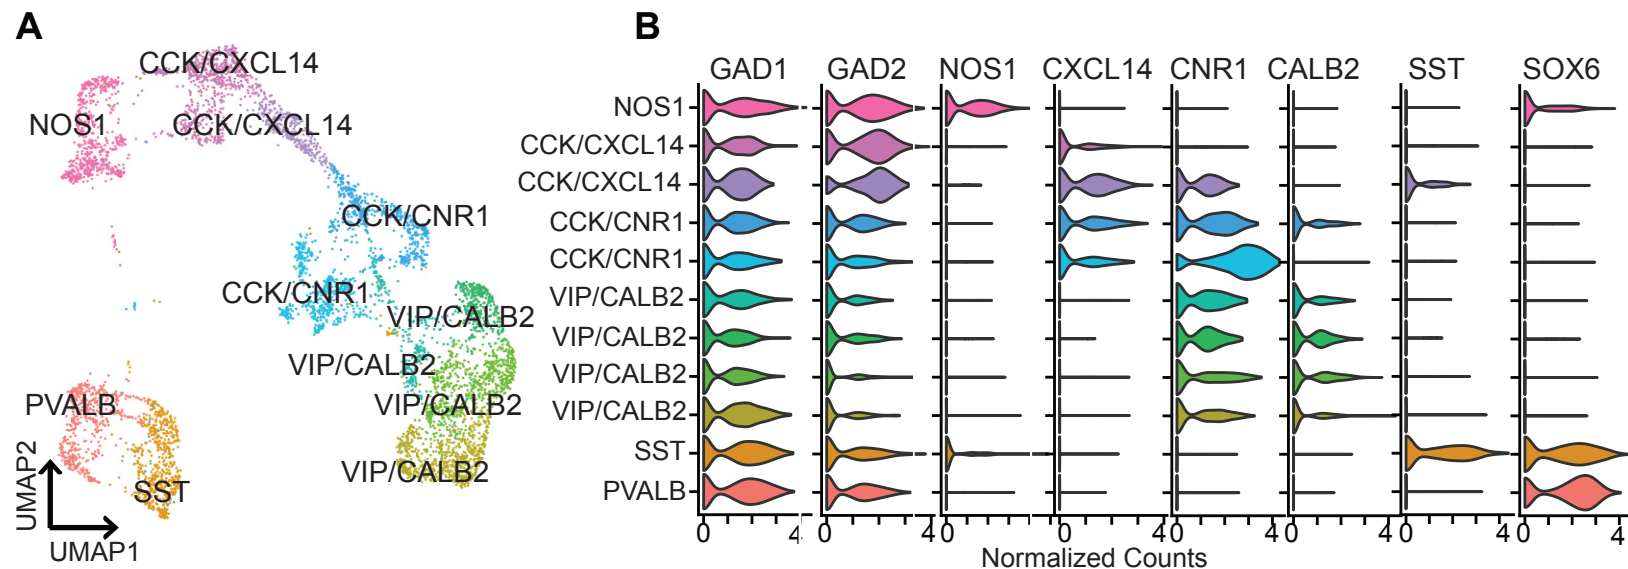 A
CCK/CXCL14
NOS1
CCK/CXCL14
CCK/CNR1
CCK/CNR1
VIP/CALB2
VIP/CALB2
VIP/CALB2
PVALB
VIP/CALB2
SST
UMAP2
UMAP1
B
GAD1 GAD2 NOS1 CXCL14 CNR1 CALB2 SST SOX6
NOS1
CCK/CXCL14
CCK/CXCL14
CCK/CNR1
CCK/CNR1
VIP/CALB2
VIP/CALB2
VIP/CALB2
VIP/CALB2
SST
PVALB
0 4 0 4 0 4 0 4 0 4 0 4 0 4 0 4
Normalized Counts